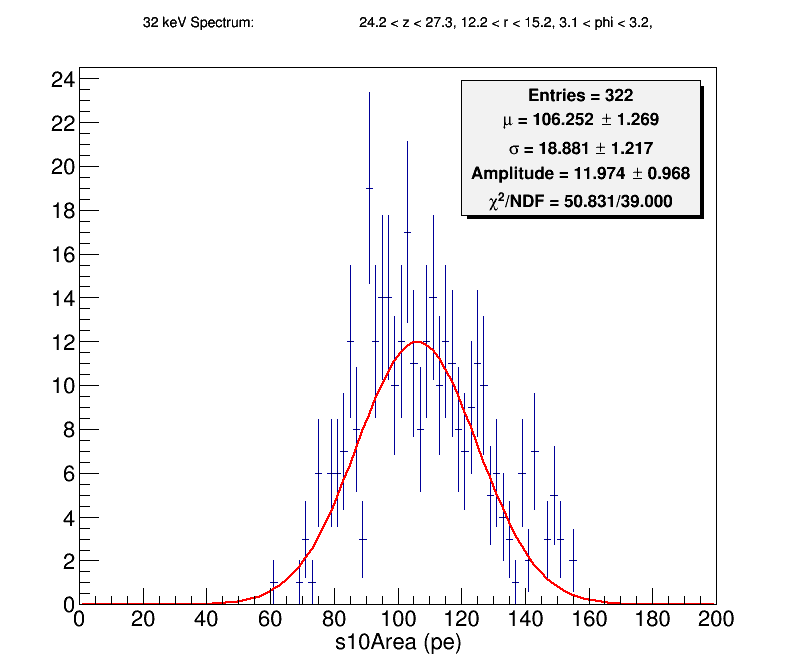 32 keV Spectrum: 24.2 < z < 27.3, 12.2 < r < 15.2, 3.1 < phi < 3.2,
Entries = 322
μ = 106.252 ± 1.269
σ = 18.881 ± 1.217
Amplitude = 11.974 ± 0.968
χ²/NDF = 50.831/39.000
24
22
20
18
16
14
12
10
8
6
4
2
0
0 20 40 60 80 100 120 140 160 180 200
s10Area (pe)